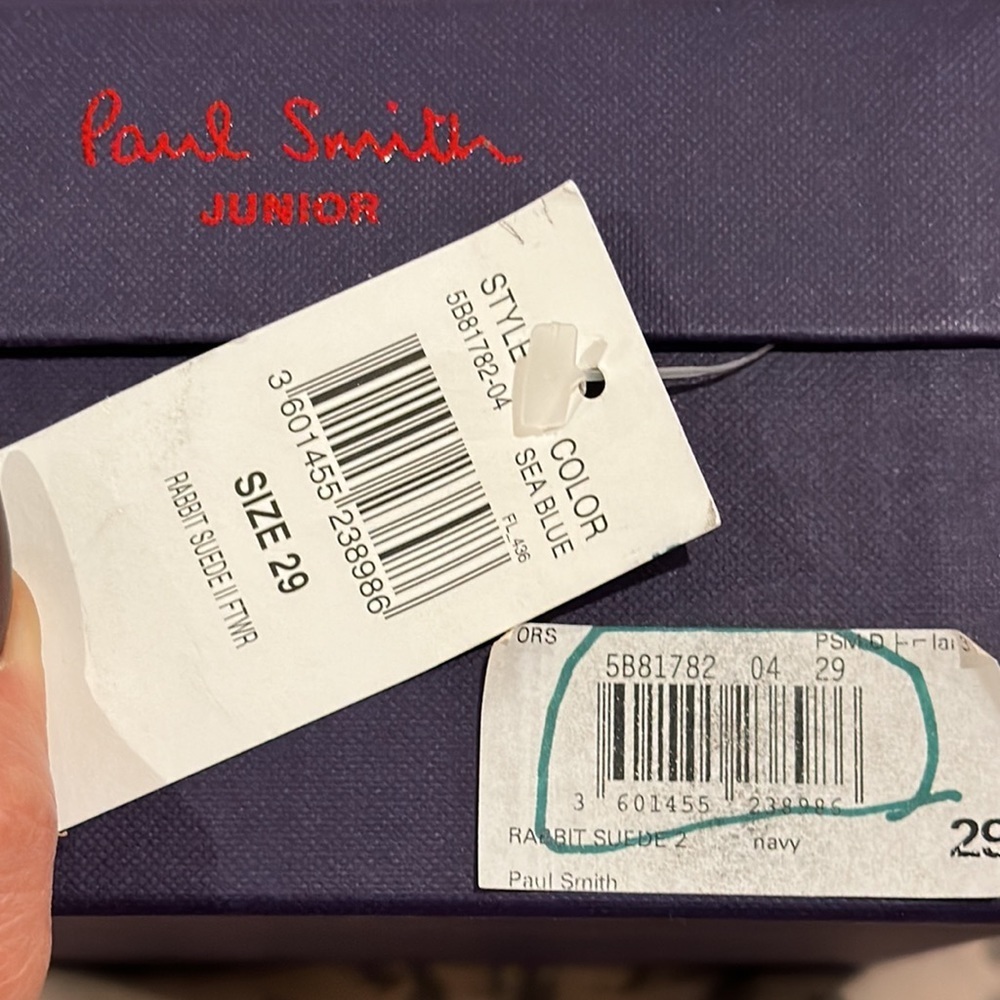 Paul Smith
JUNIOR
STYLE
5B81782-04
COLOR
SEA BLUE
FL_436
3 601455 238986
SIZE 29
RABBIT SUEDE II FTWR
ORS
5B81782 04 29
3 601455 238986
RABBIT SUEDE 2 navy
29
Paul Smith